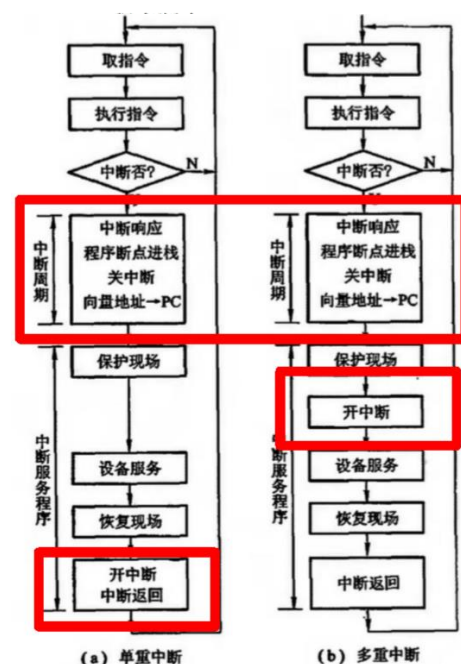 取指令
执行指令
中断否?
N
中断周期
中断响应
程序断点进栈
关中断
向量地址→PC
中断服务程序
保护现场
设备服务
恢复现场
开中断
中断返回
(a) 单重中断
取指令
执行指令
中断否?
N
中断周期
中断响应
程序断点进栈
关中断
向量地址→PC
中断服务程序
保护现场
开中断
设备服务
恢复现场
中断返回
(b) 多重中断